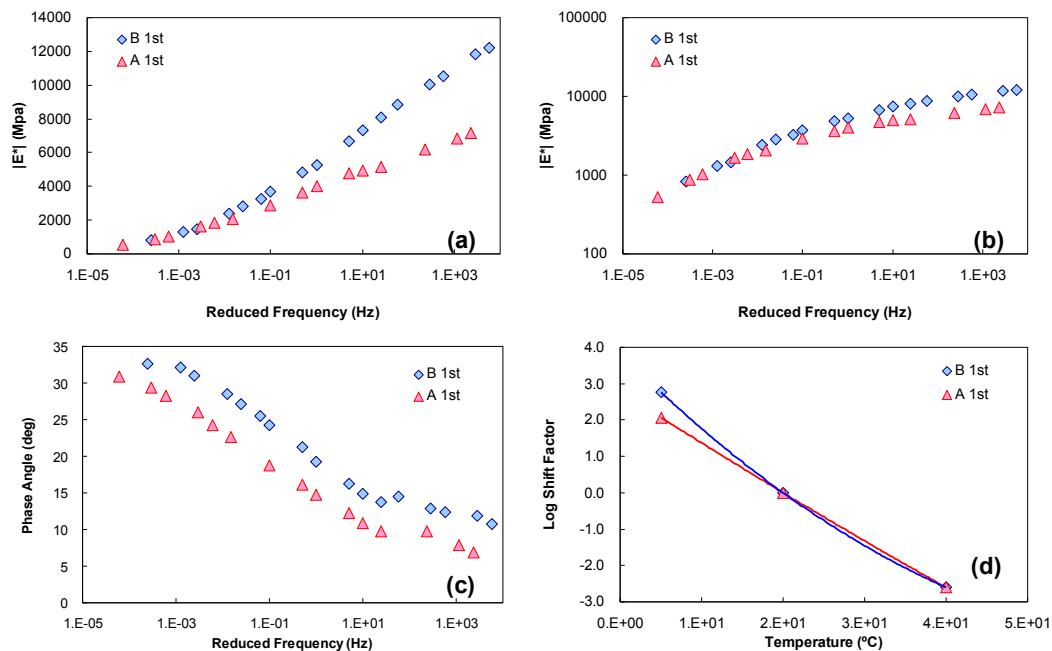 14000
12000
10000
8000
6000
4000
2000
0
|E*| (Mpa)
B 1st
A 1st
(a)
1.E-05 1.E-03 1.E-01 1.E+01 1.E+03
Reduced Frequency (Hz)
100000
10000
1000
100
|E*| (Mpa)
B 1st
A 1st
(b)
1.E-05 1.E-03 1.E-01 1.E+01 1.E+03
Reduced Frequency (Hz)
35
30
25
20
15
10
5
0
Phase Angle (deg)
B 1st
A 1st
(c)
1.E-05 1.E-03 1.E-01 1.E+01 1.E+03
Reduced Frequency (Hz)
4.0
3.0
2.0
1.0
0.0
-1.0
-2.0
-3.0
Log Shift Factor
B 1st
A 1st
(d)
0.E+00 1.E+01 2.E+01 3.E+01 4.E+01 5.E+01
Temperature (ºC)